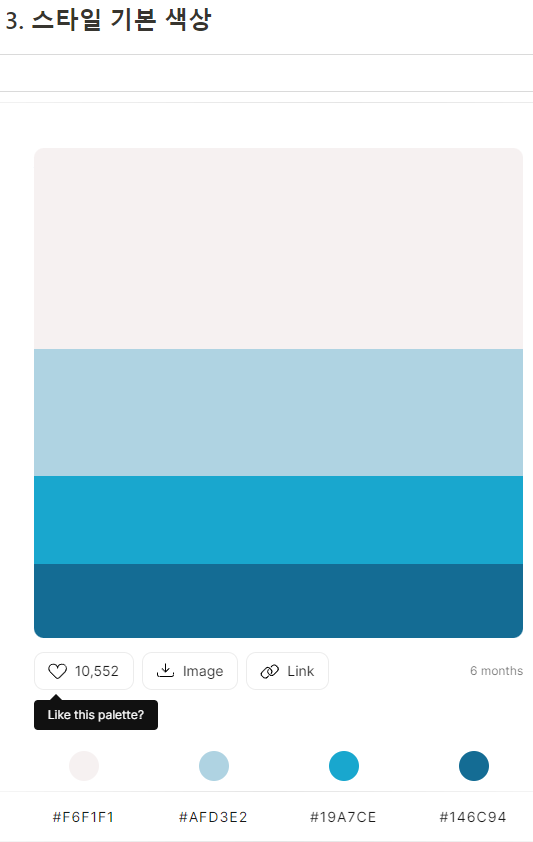 3. 스타일 기본 색상
10,552 Image Link 6 months
Like this palette?
#F6F1F1 #AFD3E2 #19A7CE #146C94